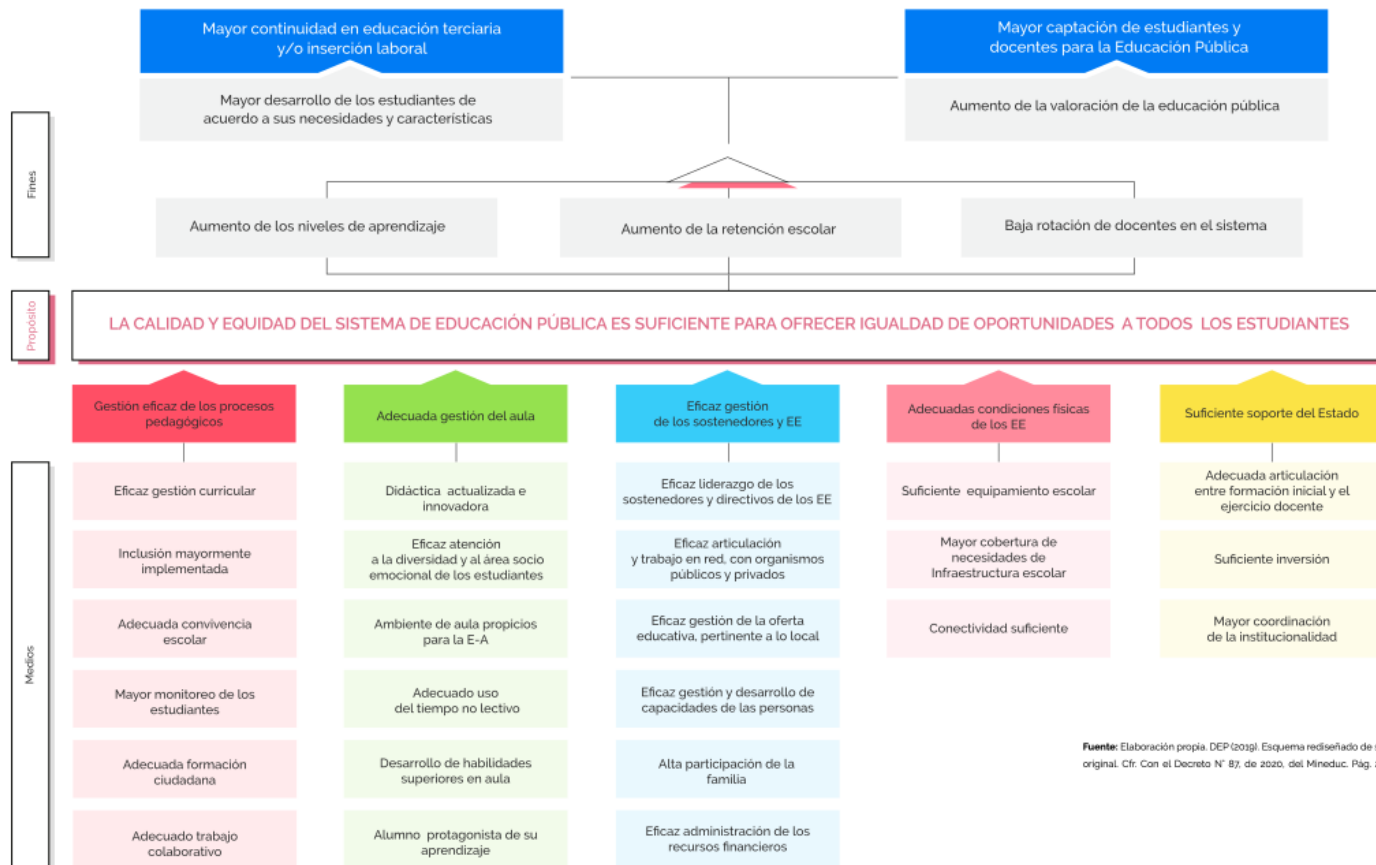 Mayor continuidad en educación terciaria
y/o inserción laboral
Mayor captación de estudiantes y
docentes para la Educación Pública
Mayor desarrollo de los estudiantes de
acuerdo a sus necesidades y características
Aumento de la valoración de la educación pública
Fines
Aumento de los niveles de aprendizaje
Aumento de la retención escolar
Baja rotación de docentes en el sistema
Propósito
LA CALIDAD Y EQUIDAD DEL SISTEMA DE EDUCACIÓN PÚBLICA ES SUFICIENTE PARA OFRECER IGUALDAD DE OPORTUNIDADES A TODOS LOS ESTUDIANTES
Gestión eficaz de los procesos
pedagógicos
Adecuada gestión del aula
Eficaz gestión
de los sostenedores y EE
Adecuadas condiciones físicas
de los EE
Suficiente soporte del Estado
Medios
Eficaz gestión curricular
Didáctica actualizada e
innovadora
Eficaz liderazgo de los
sostenedores y directivos de los EE
Suficiente equipamiento escolar
Adecuada articulación
entre formación inicial y el
ejercicio docente
Inclusión mayormente
implementada
Eficaz atención
a la diversidad y al área socio
emocional de los estudiantes
Eficaz articulación
y trabajo en red, con organismos
públicos y privados
Mayor cobertura de
necesidades de
Infraestructura escolar
Suficiente inversión
Adecuada convivencia
escolar
Ambiente de aula propicios
para la E-A
Eficaz gestión de la oferta
educativa, pertinente a lo local
Conectividad suficiente
Mayor coordinación
de la institucionalidad
Mayor monitoreo de los
estudiantes
Adecuado uso
del tiempo no lectivo
Eficaz gestión y desarrollo de
capacidades de las personas
Adecuada formación
ciudadana
Desarrollo de habilidades
superiores en aula
Alta participación de la
familia
Adecuado trabajo
colaborativo
Alumno protagonista de su
aprendizaje
Eficaz administración de los
recursos financieros
Fuente: Elaboración propia. DEP (2019). Esquema rediseñado de
original. Cfr. Con el Decreto N° 87, de 2020, del Mineduc. Pág.